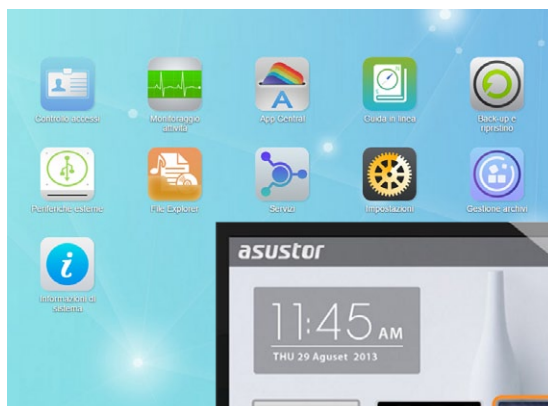 Controllo accessi
Monitoraggio
attività
App Central
Guida in linea
Back-up e
ripristino
Periferiche esterne
File Explorer
Servizi
Impostazioni
Gestione archivi
Informazioni di
sistema
asustor
11:45 AM
THU 29 Aguset 2013